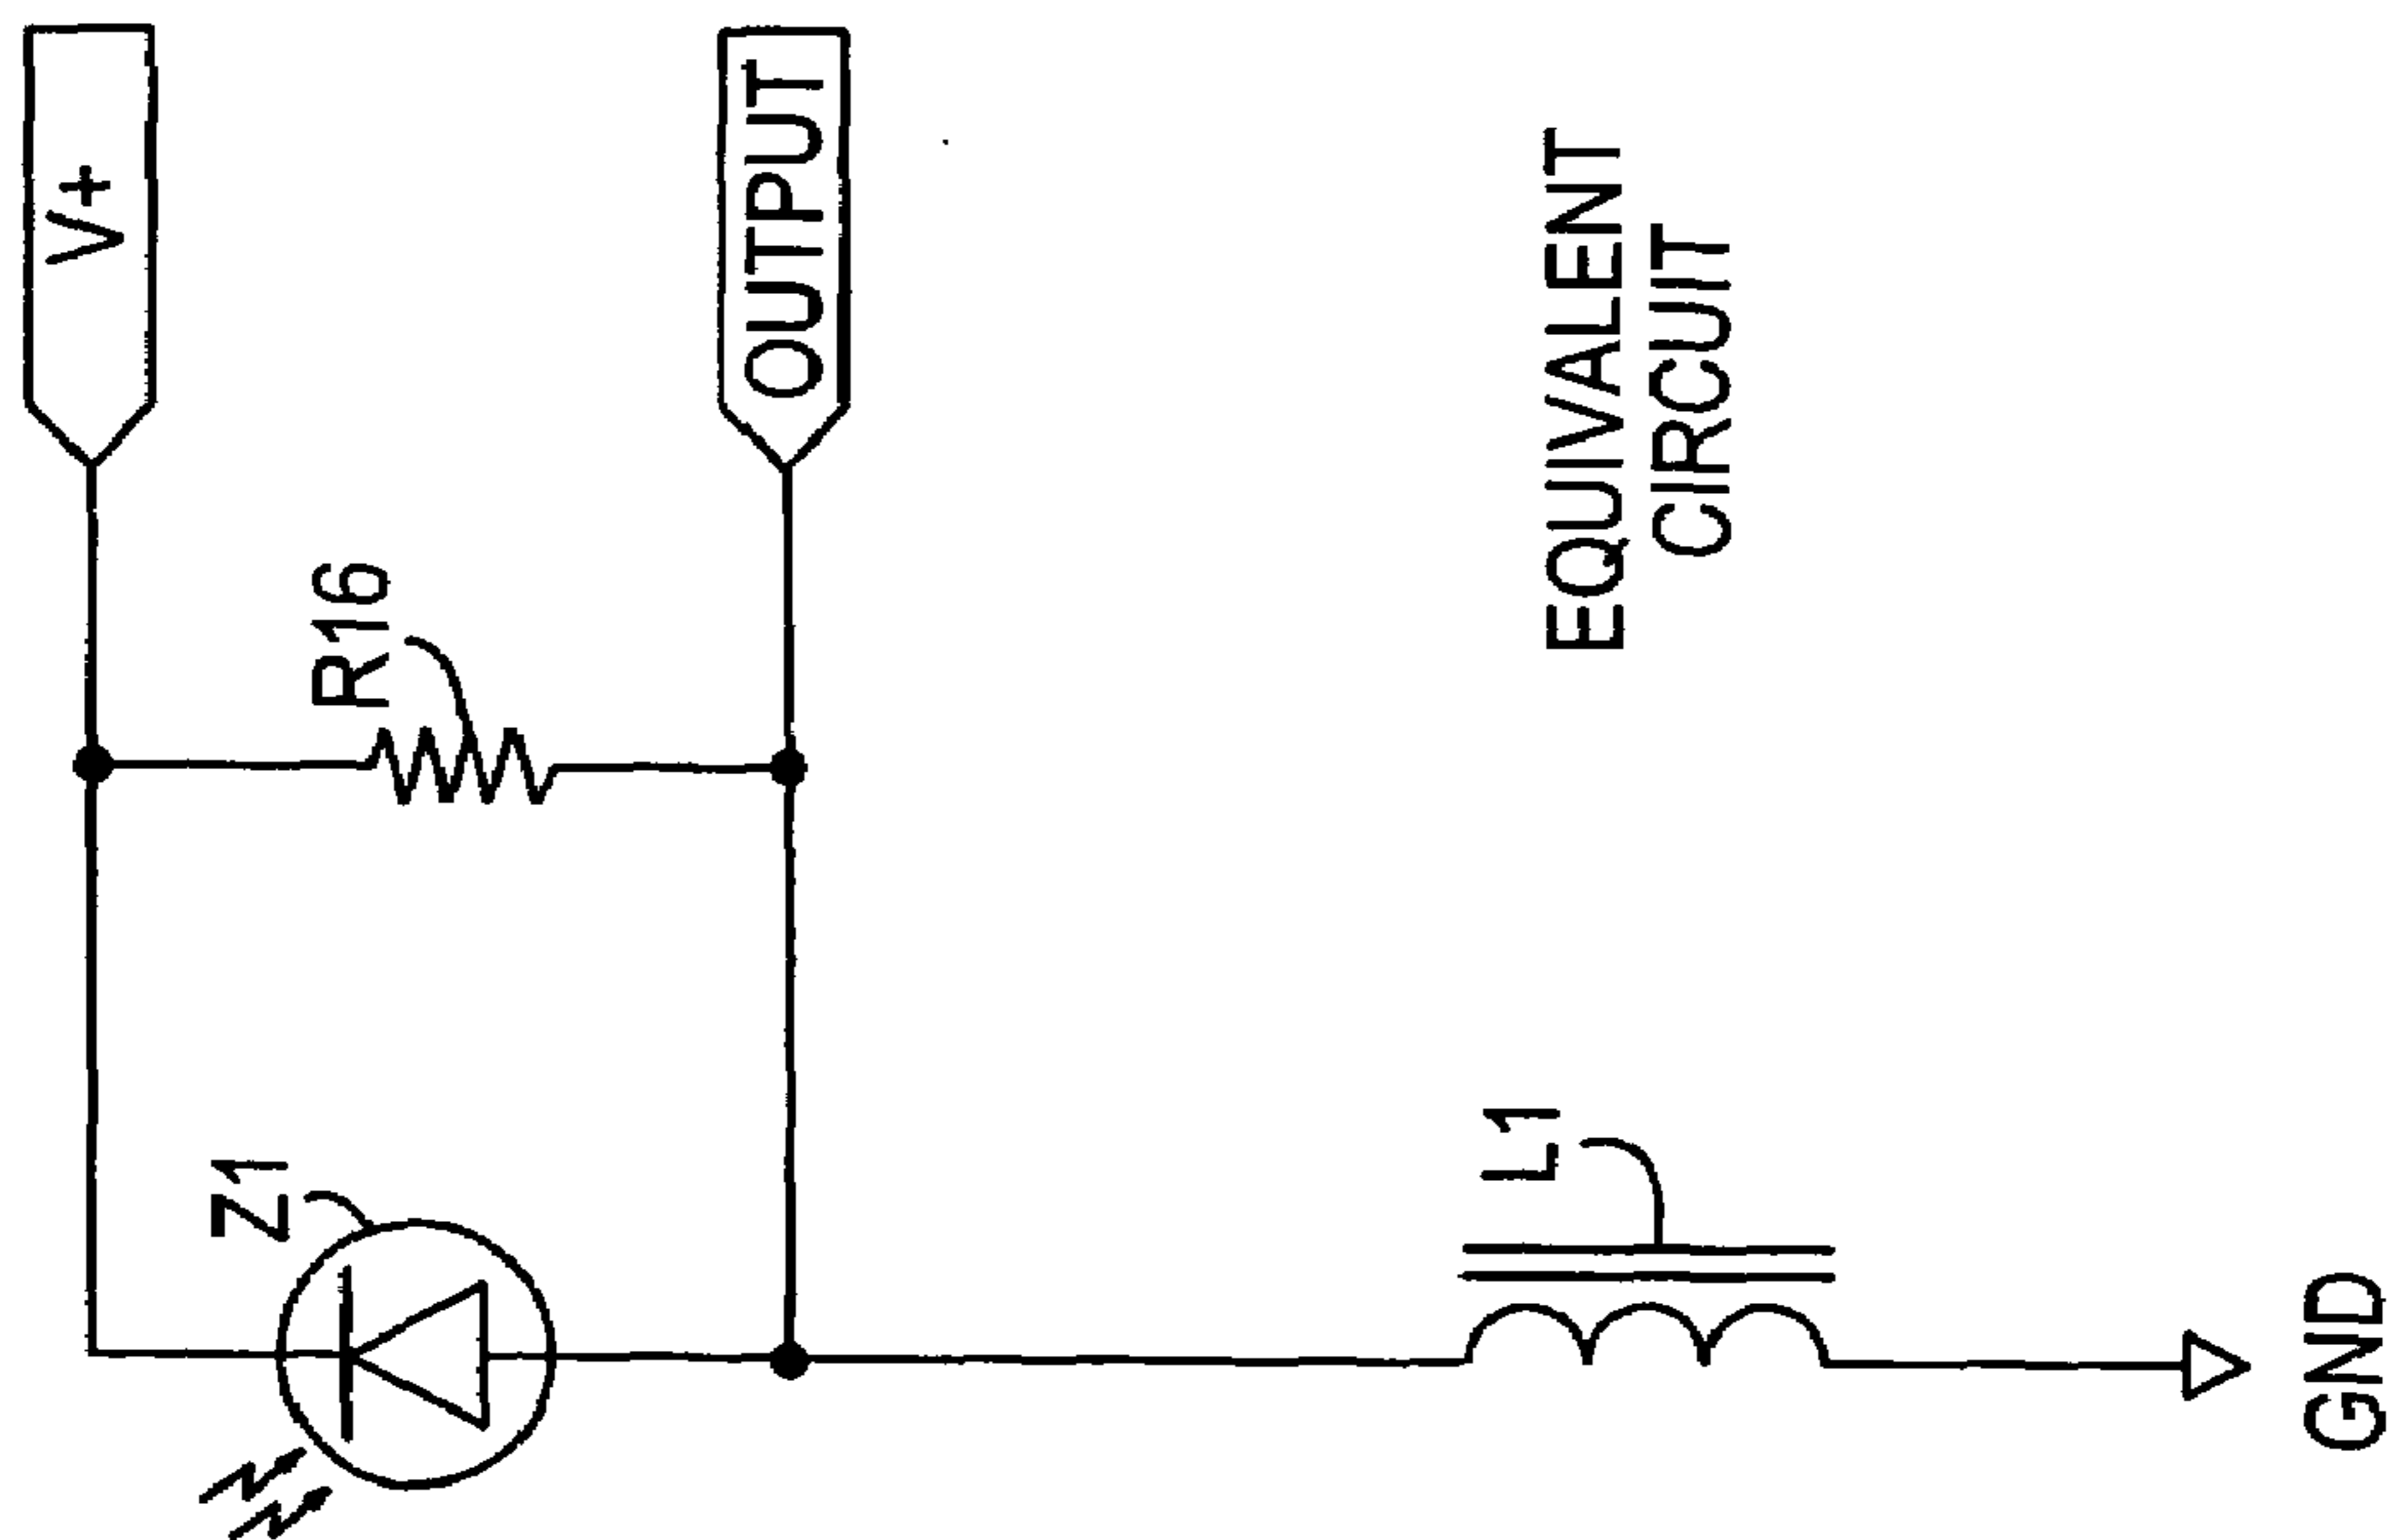 V+
OUTPUT
R16
Z1
L1
EQUIVALENT
CIRCUIT
GND